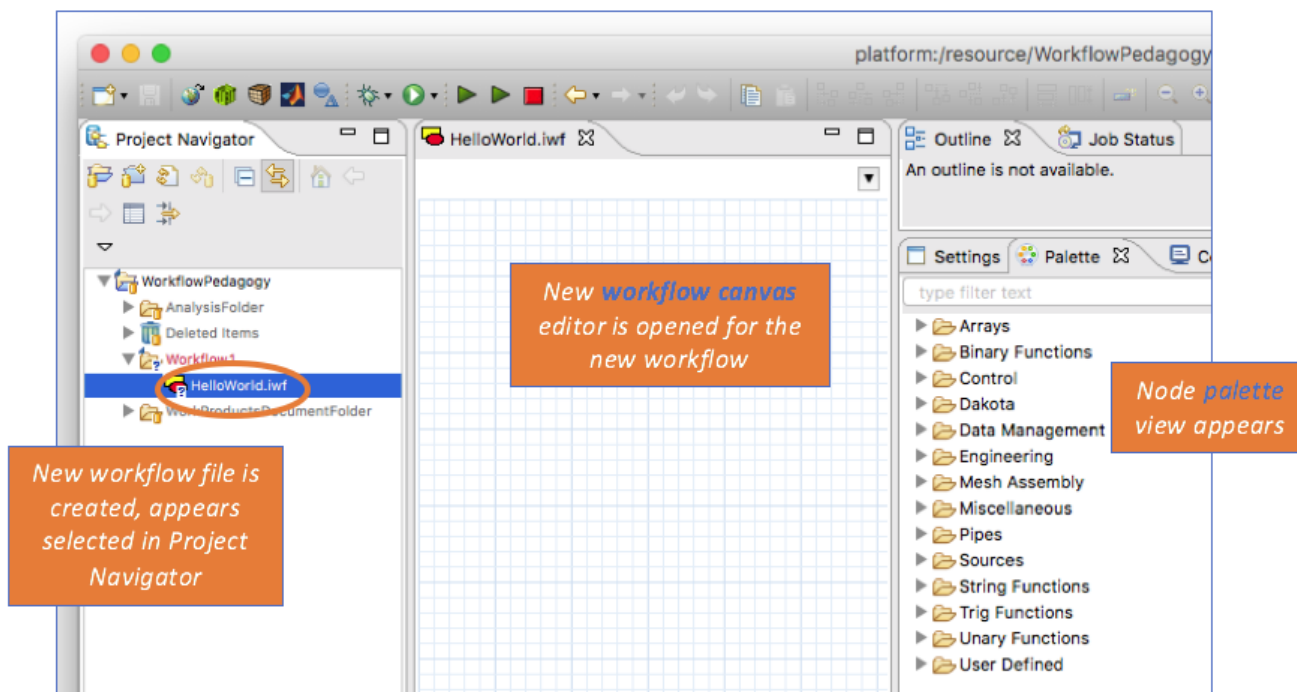 platform:/resource/WorkflowPedagogy
Project Navigator
HelloWorld.iwf
Outline
Job Status
An outline is not available.
Settings
Palette
type filter text
WorkflowPedagogy
AnalysisFolder
Deleted Items
Workflow1
HelloWorld.iwf
WorkProductsDocumentFolder
New workflow canvas
editor is opened for the
new workflow
Arrays
Binary Functions
Control
Dakota
Data Management
Engineering
Mesh Assembly
Miscellaneous
Pipes
Sources
String Functions
Trig Functions
Unary Functions
User Defined
Node palette
view appears
New workflow file is
created, appears
selected in Project
Navigator